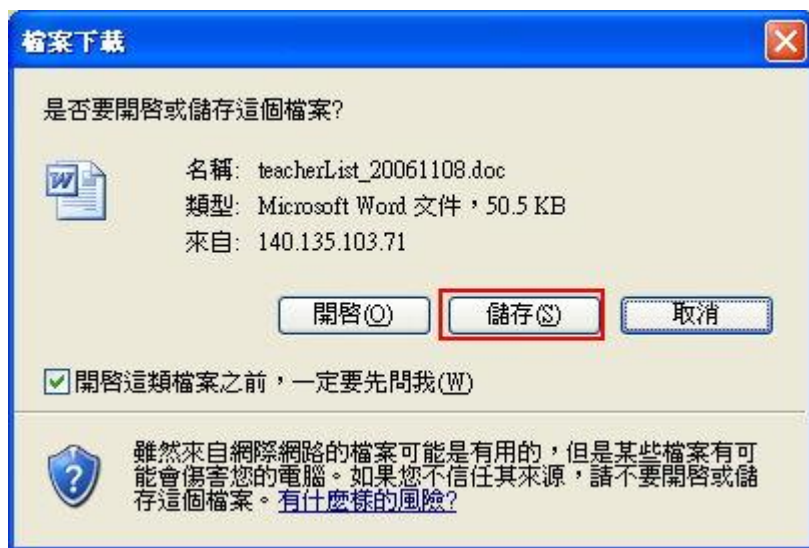 檔案下載
是否要開啓或儲存這個檔案?
名稱: teacherList_20061108.doc
類型: Microsoft Word 文件，50.5 KB
來自: 140.135.103.71
開啓(O) 儲存(S) 取消
開啓這類檔案之前，一定要先問我(W)
雖然來自網際網路的檔案可能是有用的，但是某些檔案有可
能會傷害您的電腦。如果您不信任其來源，請不要開啓或儲
存這個檔案。有什麼樣的風險?